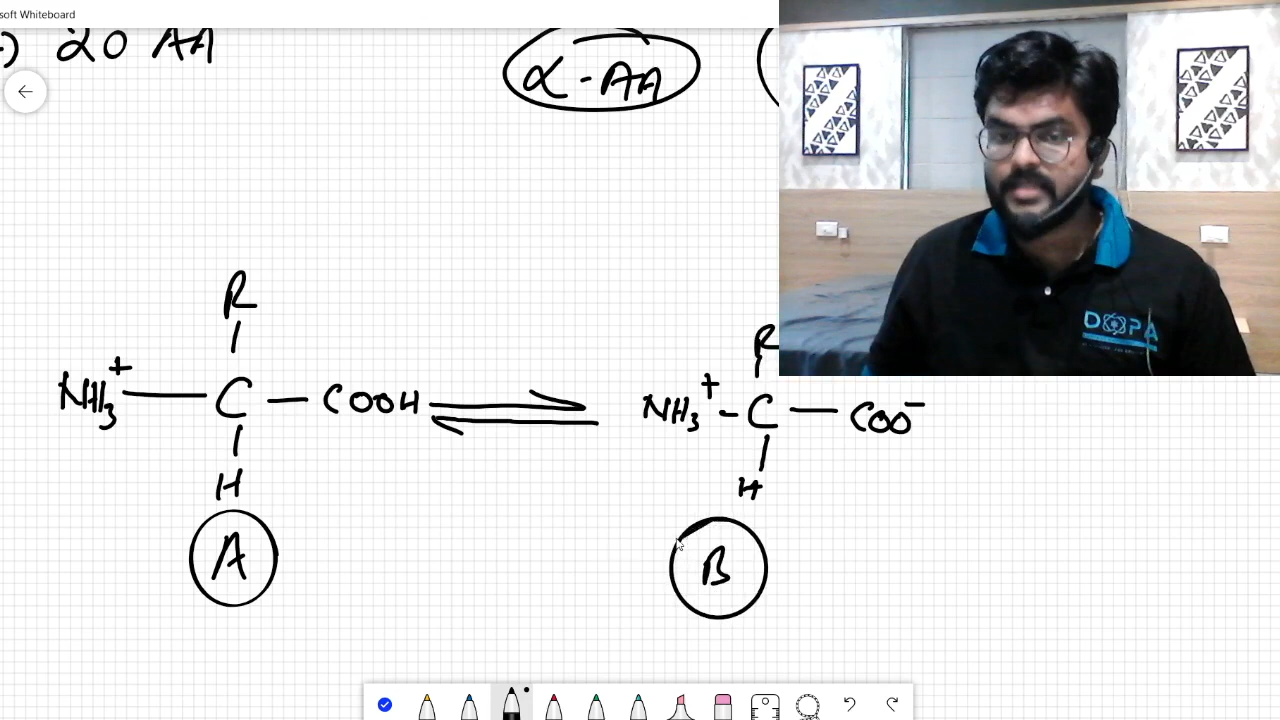 soft Whiteboard
20 AA
α-AA
R
NH₃⁺ — C — COOH ⇌
H
A
R
NH₃⁺ - C — COO⁻
H
B
DOPA